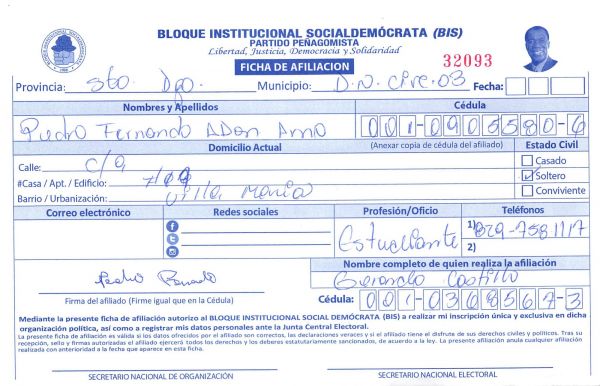 BLOQUE INSTITUCIONAL SOCIALDEMÓCRATA (BIS)
PARTIDO PEÑAGOMISTA
Libertad, Justicia, Democracia y Solidaridad
FICHA DE AFILIACION
32093
Provincia: Sto. Dgo. Municipio: D.N. Circ. 03 Fecha:
Nombres y Apellidos Cédula
Piedro Fernando ADon Amo 001-0905580-6
Domicilio Actual (Anexar copia de cédula del afiliado) Estado Civil
Calle: c/a Casado
#Casa / Apt. / Edificio: Soltero
Barrio / Urbanización: Villa Maria Conviviente
Correo electrónico Redes sociales Profesión/Oficio Teléfonos
Estudiante 1) 829-7581117
2)
Nombre completo de quien realiza la afiliación
Gerardo Castillo
Firma del afiliado (Firme igual que en la Cédula) Cédula: 001-0368567-3
Mediante la presente ficha de afiliación autorizo al BLOQUE INSTITUCIONAL SOCIAL DEMÓCRATA (BIS) a realizar mi inscripción única y exclusiva en dicha
organización política, así como a registrar mis datos personales ante la Junta Central Electoral.
La presente ficha de afiliación es válida si los datos ofrecidos por el afiliado son correctos, las declaraciones veraces y si el afiliado tiene el disfrute de sus derechos civiles y políticos. Tras su
recepción, sello y firmas autorizadas el afiliado ejercerá todos los derechos y los deberes estatutariamente sancionados, de acuerdo a la ley. La presente afiliación anula cualquier afiliación
realizada con anterioridad a la fecha que aparece en esta ficha.
SECRETARIO NACIONAL DE ORGANIZACIÓN SECRETARIO NACIONAL ELECTORAL